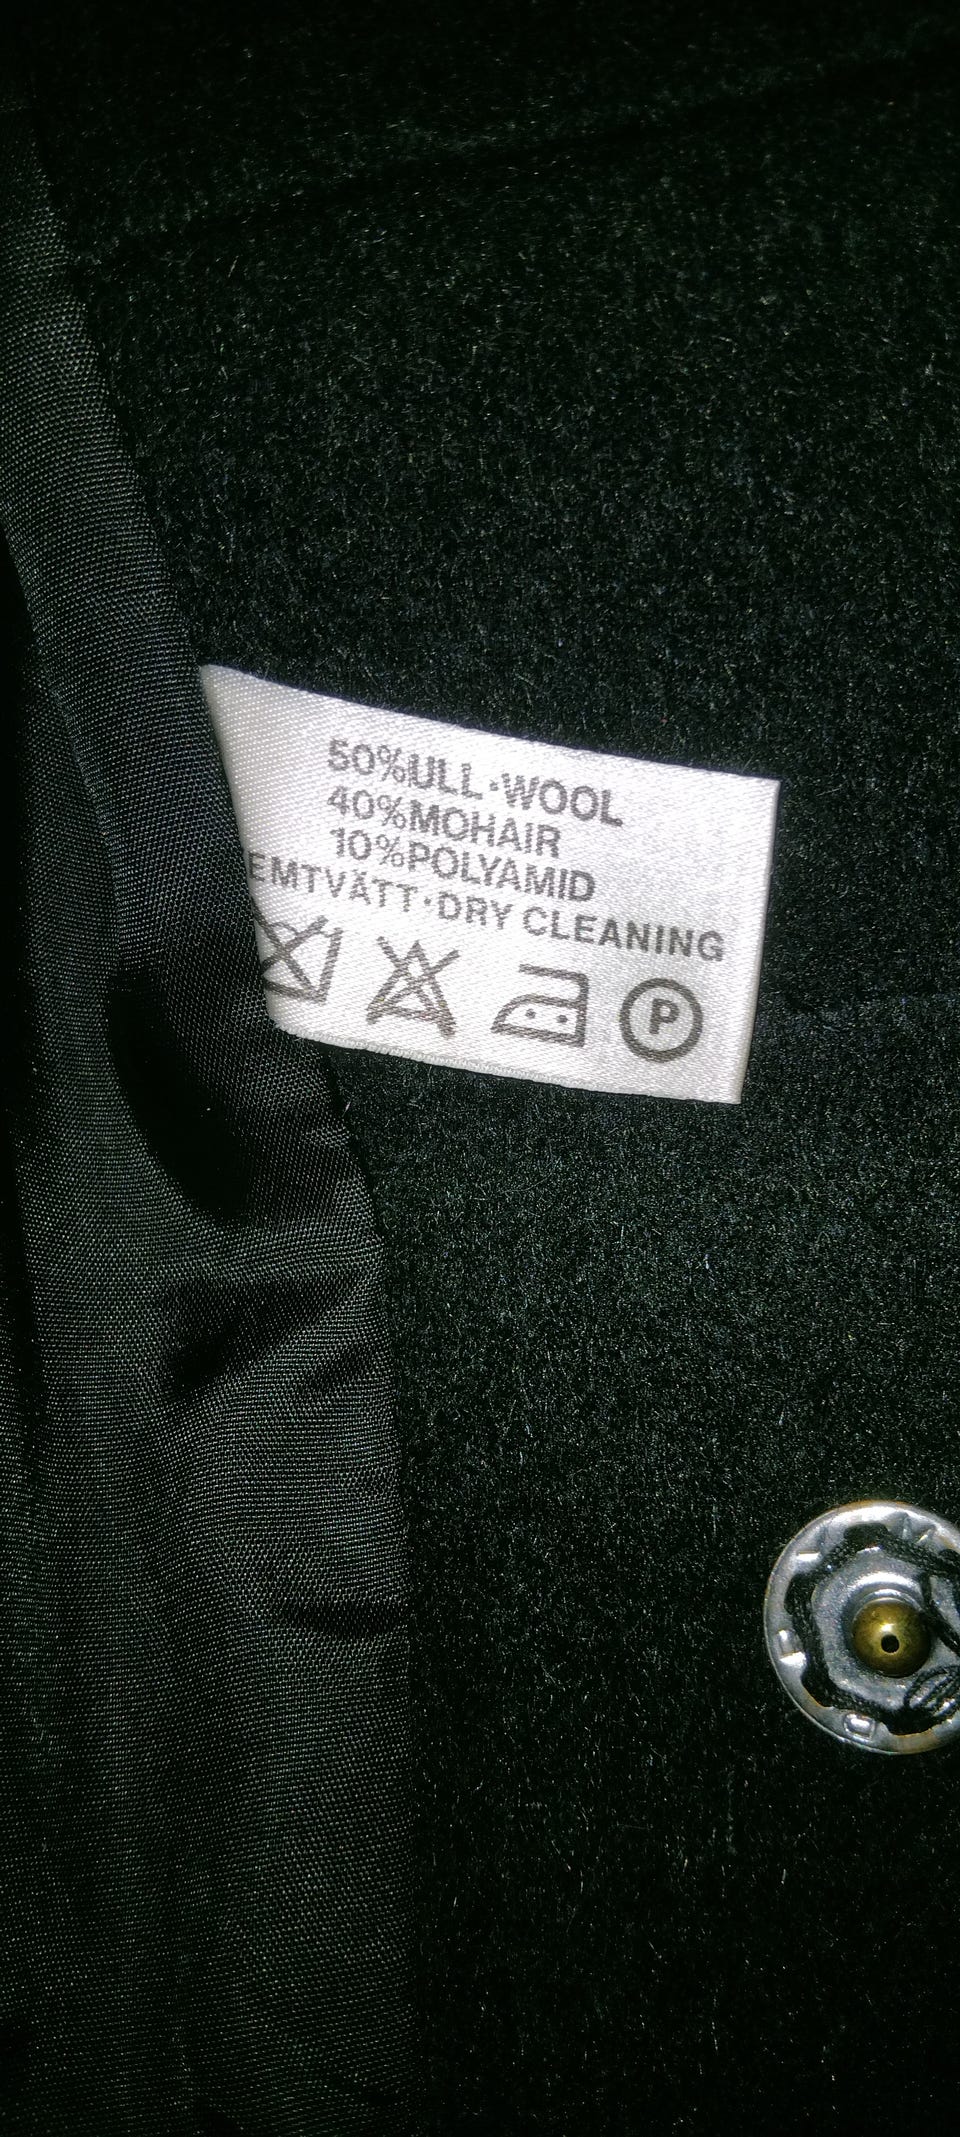 50%ULL·WOOL
40%MOHAIR
10%POLYAMID
EMTVÄTT·DRY CLEANING
P